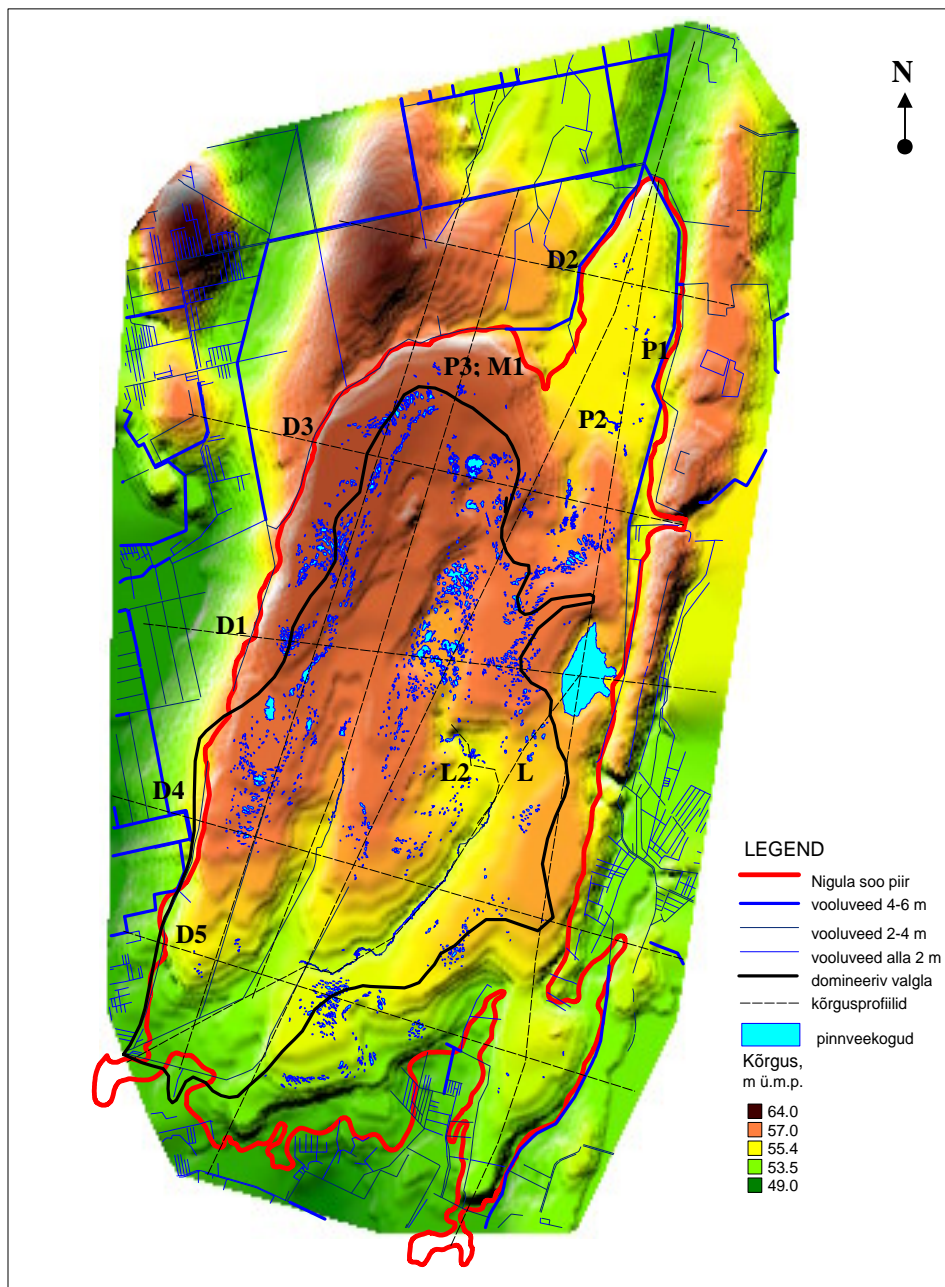 N
D2
P1
P3; M1
P2
D3
D1
L2
L
D4
D5
LEGEND
Nigula soo piir
vooluveed 4-6 m
vooluveed 2-4 m
vooluveed alla 2 m
domineeriv valgla
kõrgusprofiilid
pinnveekogud
Kõrgus,
m ü.m.p.
64.0
57.0
55.4
53.5
49.0